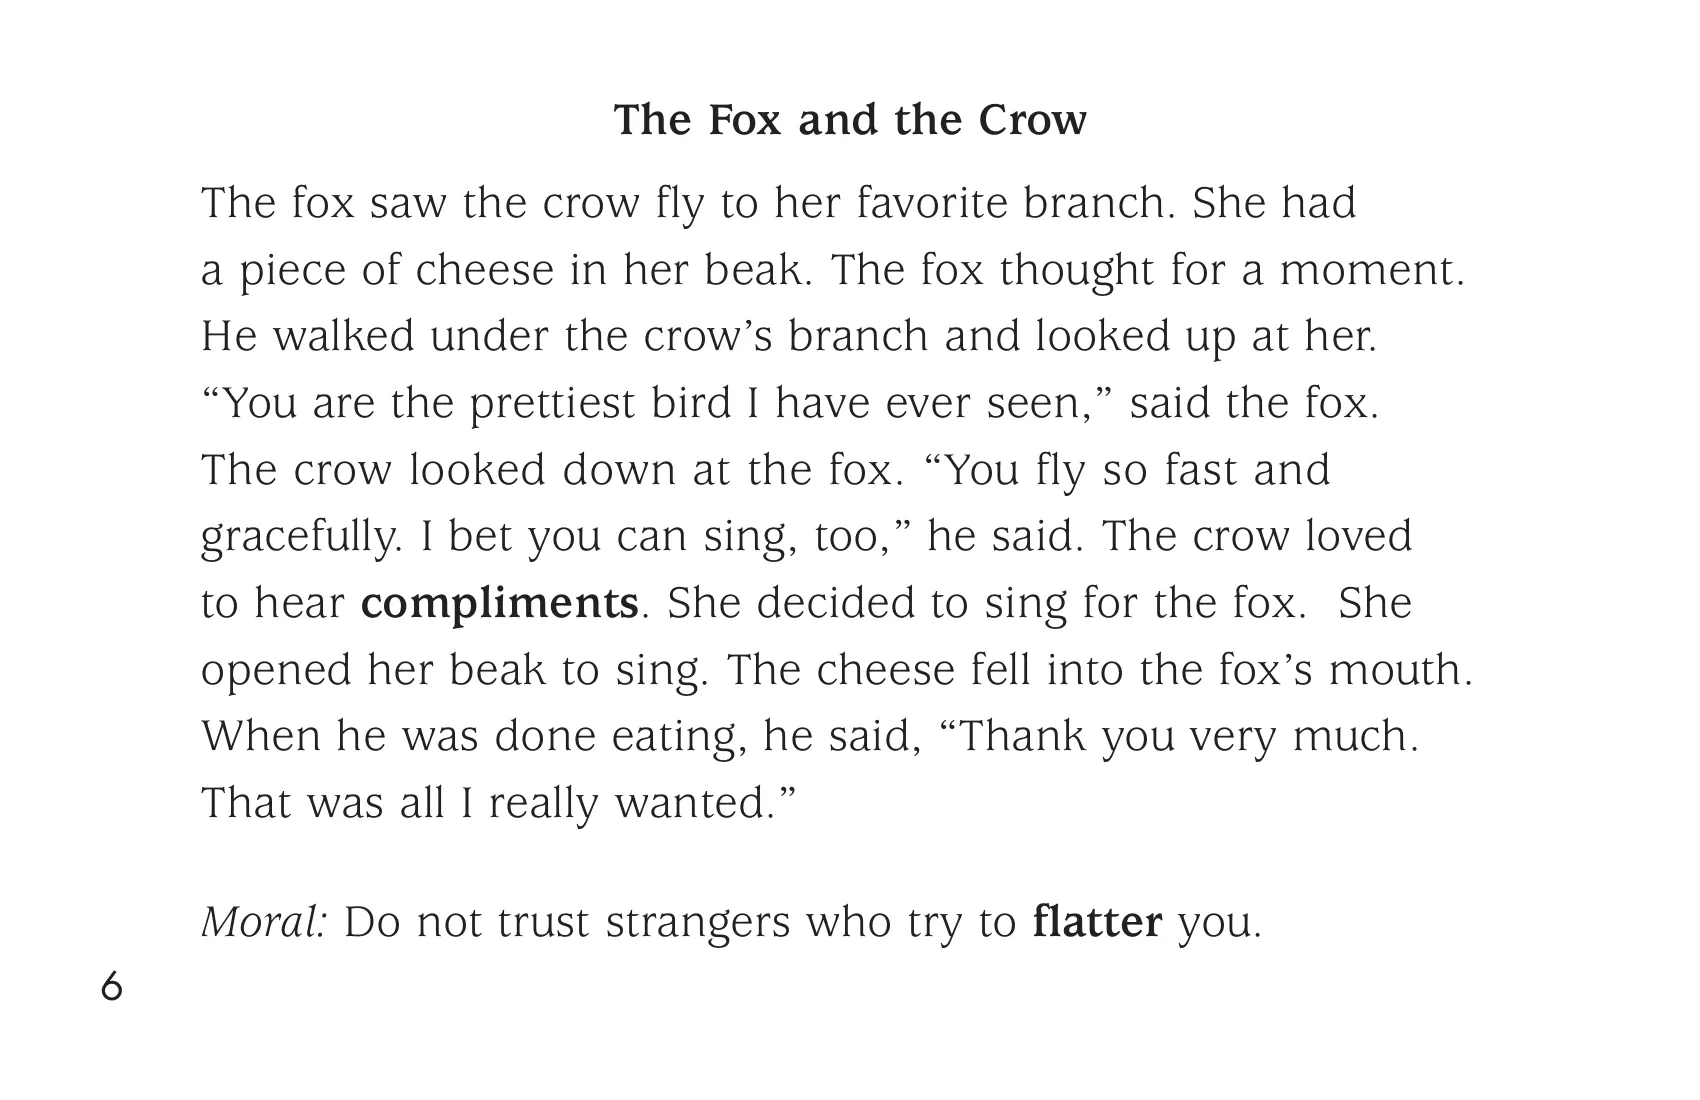 The Fox and the Crow
The fox saw the crow fly to her favorite branch. She had
a piece of cheese in her beak. The fox thought for a moment.
He walked under the crow’s branch and looked up at her.
“You are the prettiest bird I have ever seen,” said the fox.
The crow looked down at the fox. “You fly so fast and
gracefully. I bet you can sing, too,” he said. The crow loved
to hear compliments. She decided to sing for the fox.  She
opened her beak to sing. The cheese fell into the fox’s mouth.
When he was done eating, he said, “Thank you very much.
That was all I really wanted.”
Moral: Do not trust strangers who try to flatter you.
6